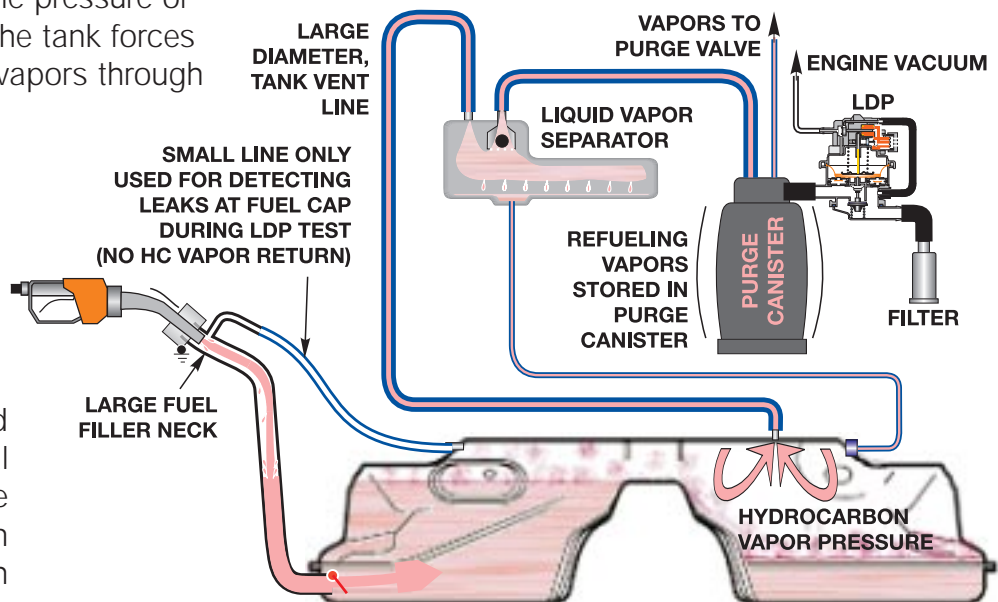 he pressure of
he tank forces
vapors through
d
l
e
n
n
LARGE
DIAMETER,
TANK VENT
LINE
VAPORS TO
PURGE VALVE
ENGINE VACUUM
LDP
LIQUID VAPOR
SEPARATOR
SMALL LINE ONLY
USED FOR DETECTING
LEAKS AT FUEL CAP
DURING LDP TEST
(NO HC VAPOR RETURN)
REFUELING
VAPORS
STORED IN
PURGE
CANISTER
PURGE
CANISTER
FILTER
LARGE FUEL
FILLER NECK
HYDROCARBON
VAPOR PRESSURE